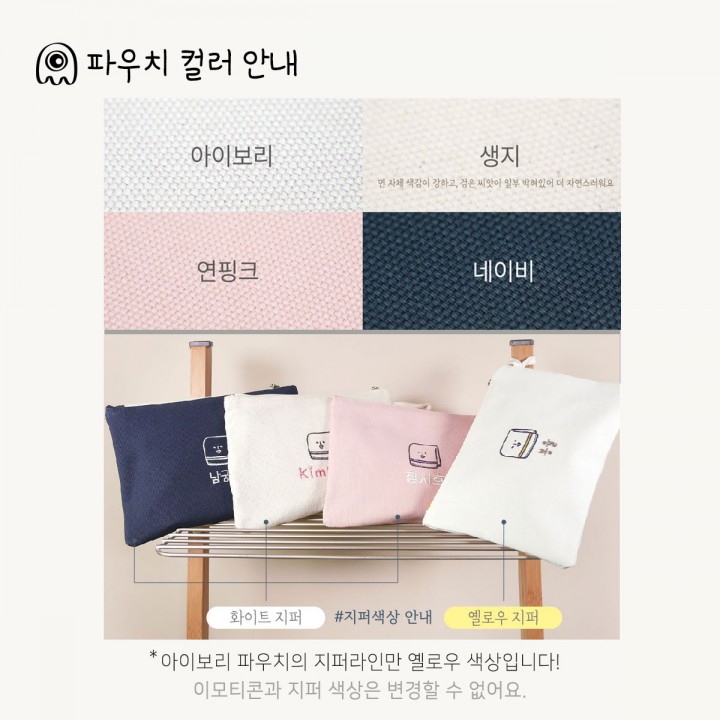 파우치 컬러 안내
아이보리
생지
면 자체 색감이 강하고, 검은 씨앗이 일부 박혀있어 더 자연스러워요
연핑크
네이비
남궁
Kim
화이트 지퍼
#지퍼색상 안내
옐로우 지퍼
*아이보리 파우치의 지퍼라인만 옐로우 색상입니다!
이모티콘과 지퍼 색상은 변경할 수 없어요.